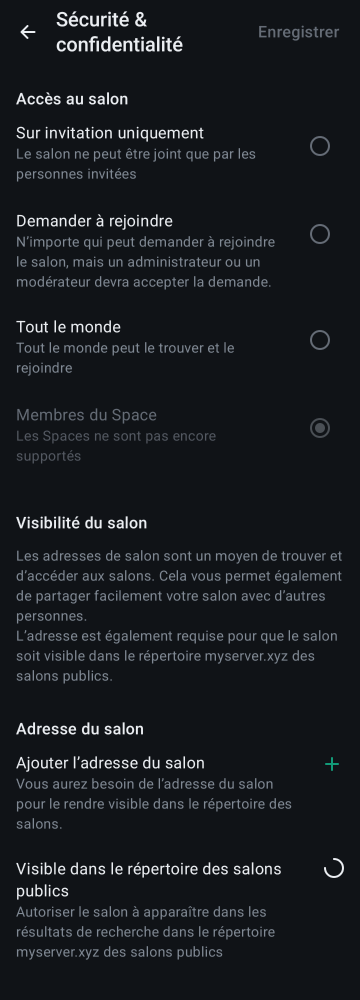 Sécurité &
confidentialité
Enregistrer
Accès au salon
Sur invitation uniquement
Le salon ne peut être joint que par les
personnes invitées
Demander à rejoindre
N’importe qui peut demander à rejoindre
le salon, mais un administrateur ou un
modérateur devra accepter la demande.
Tout le monde
Tout le monde peut le trouver et le
rejoindre
Membres du Space
Les Spaces ne sont pas encore
supportés
Visibilité du salon
Les adresses de salon sont un moyen de trouver et
d’accéder aux salons. Cela vous permet également
de partager facilement votre salon avec d’autres
personnes.
L’adresse est également requise pour que le salon
soit visible dans le répertoire myserver.xyz des
salons publics.
Adresse du salon
Ajouter l’adresse du salon
Vous aurez besoin de l’adresse du salon
pour le rendre visible dans le répertoire des
salons.
Visible dans le répertoire des salons
publics
Autoriser le salon à apparaître dans les
résultats de recherche dans le répertoire
myserver.xyz des salons publics